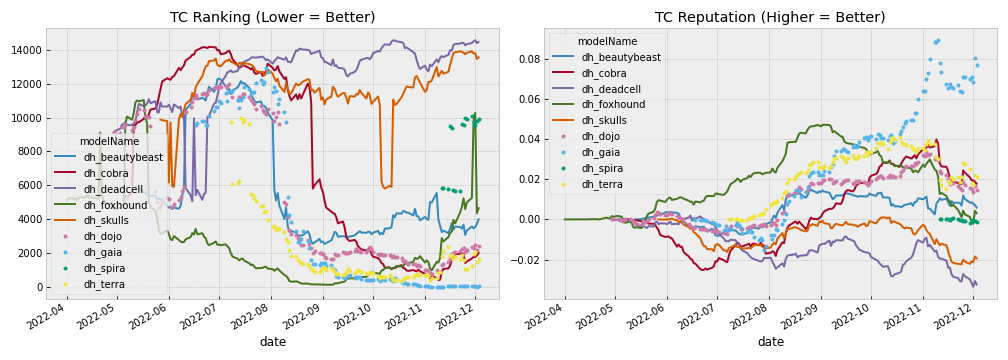 TC Ranking (Lower = Better)
14000
12000
10000
8000
6000
4000
2000
0
modelName
dh_beautybeast
dh_cobra
dh_deadcell
dh_foxhound
dh_skulls
dh_dojo
dh_gaia
dh_spira
dh_terra
2022-04
2022-05
2022-06
2022-07
2022-08
2022-09
2022-10
2022-11
2022-12
date
TC Reputation (Higher = Better)
0.08
0.06
0.04
0.02
0.00
−0.02
modelName
dh_beautybeast
dh_cobra
dh_deadcell
dh_foxhound
dh_skulls
dh_dojo
dh_gaia
dh_spira
dh_terra
2022-04
2022-05
2022-06
2022-07
2022-08
2022-09
2022-10
2022-11
2022-12
date